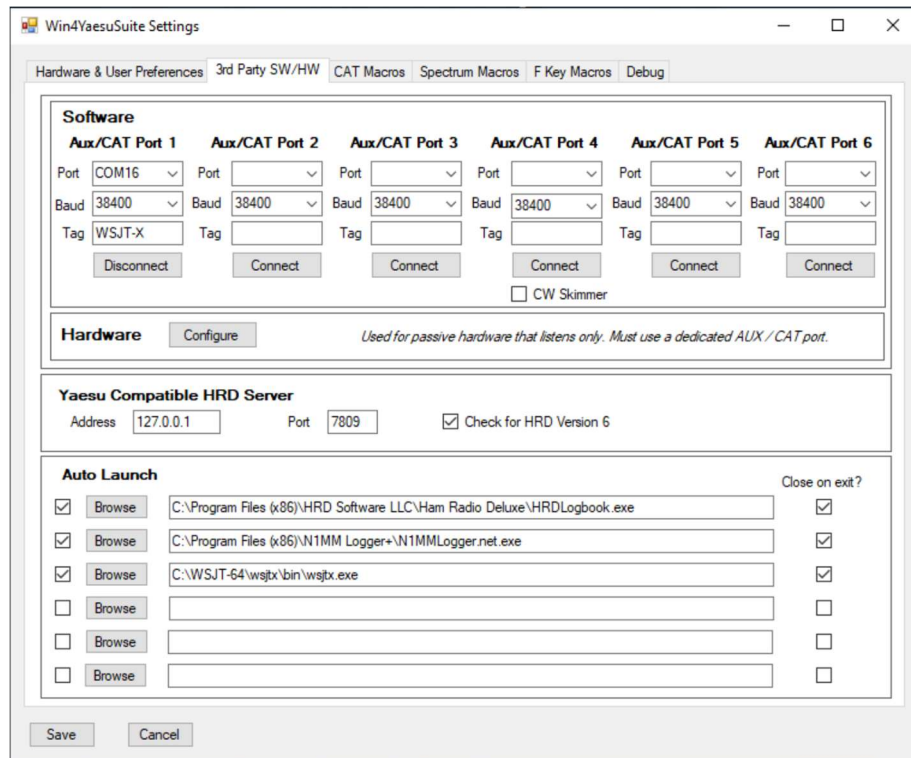 Win4YaesuSuite Settings
Hardware & User Preferences 3rd Party SW/HW CAT Macros Spectrum Macros F Key Macros Debug
Software
Aux/CAT Port 1 Aux/CAT Port 2 Aux/CAT Port 3 Aux/CAT Port 4 Aux/CAT Port 5 Aux/CAT Port 6
Port COM16 Port Port Port Port Port
Baud 38400 Baud 38400 Baud 38400 Baud 38400 Baud 38400 Baud 38400
Tag WSJT-X Tag Tag Tag Tag Tag
Disconnect Connect Connect Connect Connect Connect
CW Skimmer
Hardware Configure Used for passive hardware that listens only. Must use a dedicated AUX / CAT port.
Yaesu Compatible HRD Server
Address 127.0.0.1 Port 7809 Check for HRD Version 6
Auto Launch
Close on exit?
Browse C:\Program Files (x86)\HRD Software LLC\Ham Radio Deluxe\HRDLogbook.exe
Browse C:\Program Files (x86)\N1MM Logger+\N1MMLogger.net.exe
Browse C:\WSJT-64\wsjtx\bin\wsjtx.exe
Browse
Browse
Browse
Save Cancel